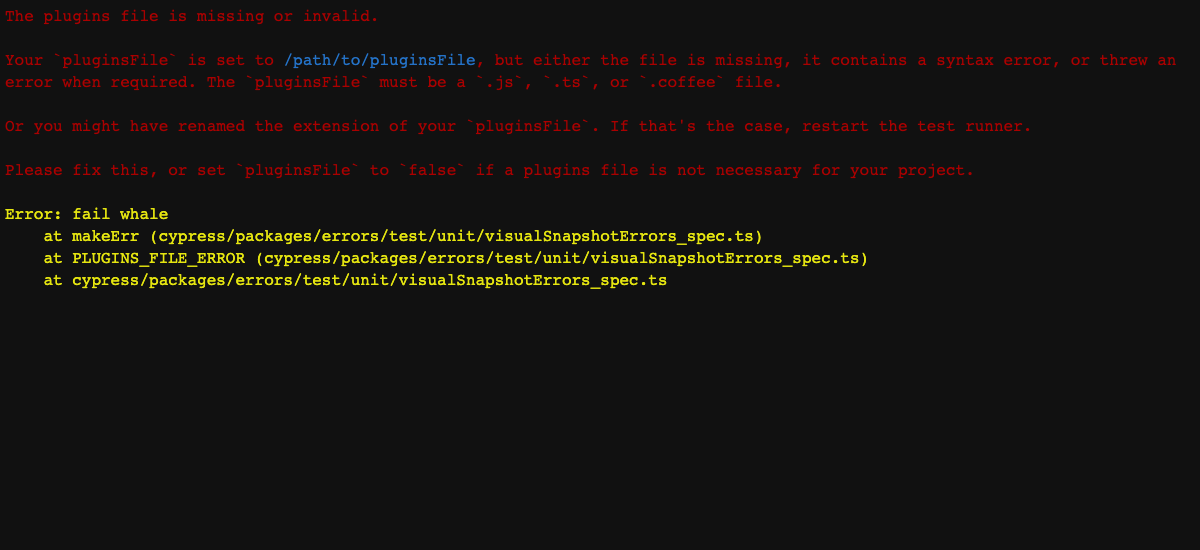 The plugins file is missing or invalid.
Your `pluginsFile` is set to /path/to/pluginsFile, but either the file is missing, it contains a syntax error, or threw an
error when required. The `pluginsFile` must be a `.js`, `.ts`, or `.coffee` file.
Or you might have renamed the extension of your `pluginsFile`. If that's the case, restart the test runner.
Please fix this, or set `pluginsFile` to `false` if a plugins file is not necessary for your project.
Error: fail whale
    at makeErr (cypress/packages/errors/test/unit/visualSnapshotErrors_spec.ts)
    at PLUGINS_FILE_ERROR (cypress/packages/errors/test/unit/visualSnapshotErrors_spec.ts)
    at cypress/packages/errors/test/unit/visualSnapshotErrors_spec.ts